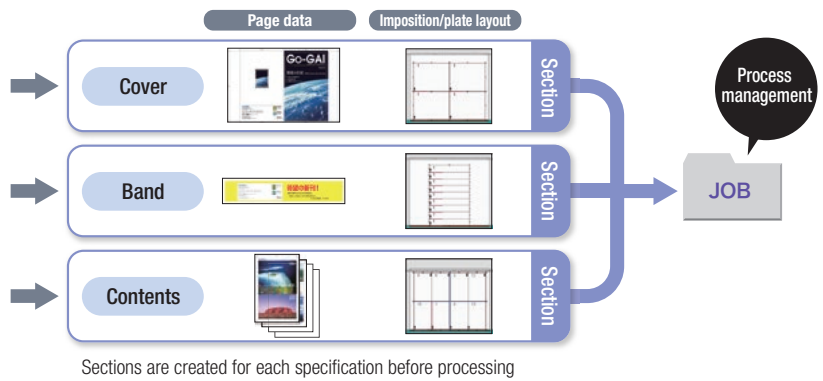 Page data
Imposition/plate layout
Cover
GO-GAI
Section
Process
management
Band
Section
JOB
Contents
Section
Sections are created for each specification before processing